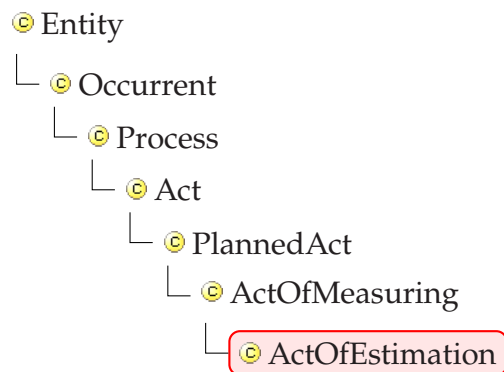 Entity
Occurrent
Process
Act
PlannedAct
ActOfMeasuring
ActOfEstimation